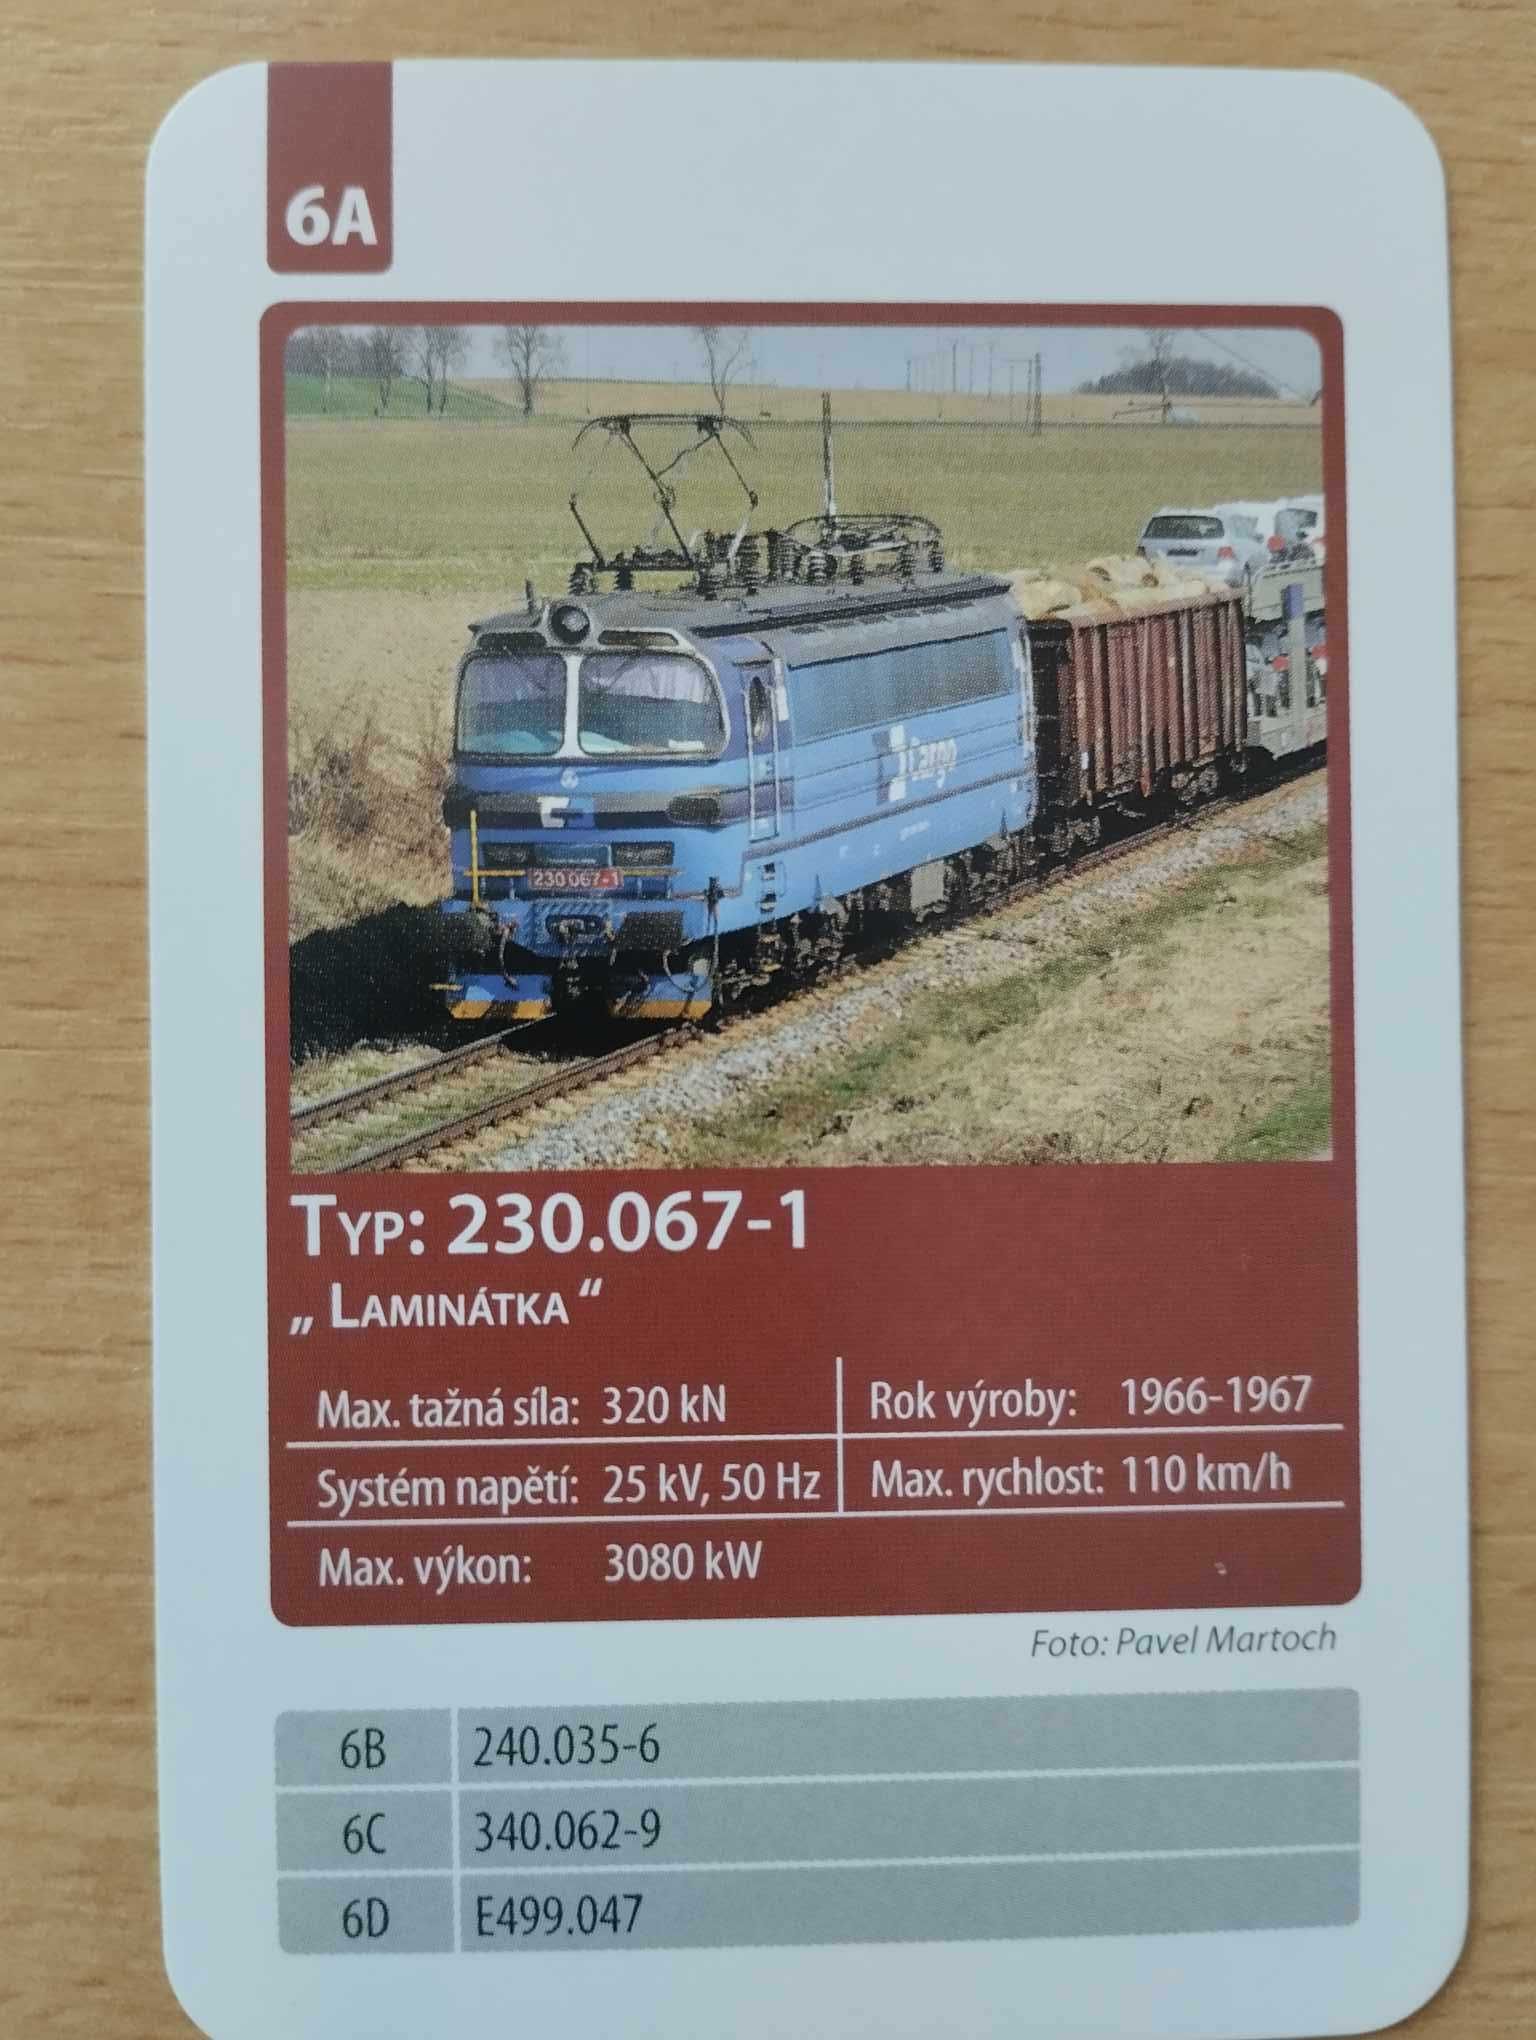 6A
Cargo
230 067-1
Typ: 230.067-1
„ Laminátka “
Max. tažná síla: 320 kN
Rok výroby: 1966-1967
Systém napětí: 25 kV, 50 Hz
Max. rychlost: 110 km/h
Max. výkon: 3080 kW
Foto: Pavel Martoch
6B 240.035-6
6C 340.062-9
6D E499.047